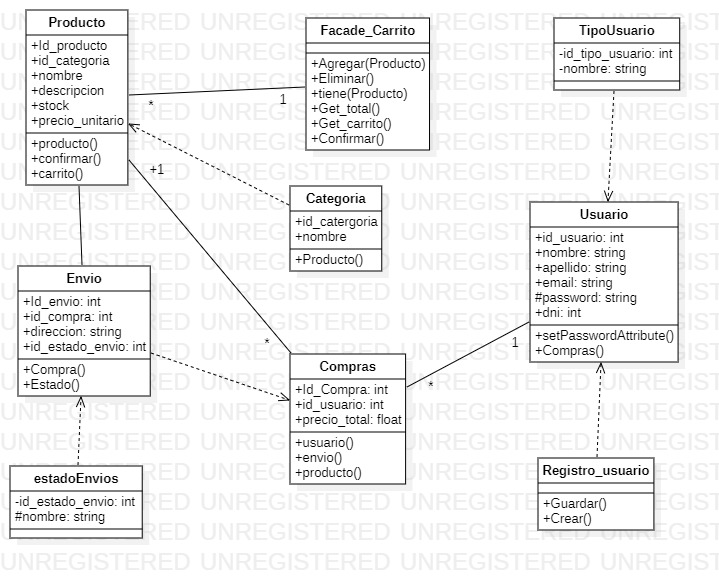 Producto
+Id_producto
+id_categoria
+nombre
+descripcion
+stock
+precio_unitario
+producto()
+confirmar()
+carrito()
Facade_Carrito
+Agregar(Producto)
+Eliminar()
+tiene(Producto)
+Get_total()
+Get_carrito()
+Confirmar()
TipoUsuario
-id_tipo_usuario: int
-nombre: string
*
1
+1
Categoria
+id_catergoria
+nombre
+Producto()
Usuario
+id_usuario: int
+nombre: string
+apellido: string
+email: string
#password: string
+dni: int
+setPasswordAttribute()
+Compras()
Envio
+Id_envio: int
+id_compra: int
+direccion: string
+id_estado_envio: int
+Compra()
+Estado()
*
1
*
Compras
+Id_Compra: int
+id_usuario: int
+precio_total: float
+usuario()
+envio()
+producto()
estadoEnvios
-id_estado_envio: int
#nombre: string
Registro_usuario
+Guardar()
+Crear()
UNREGISTERED